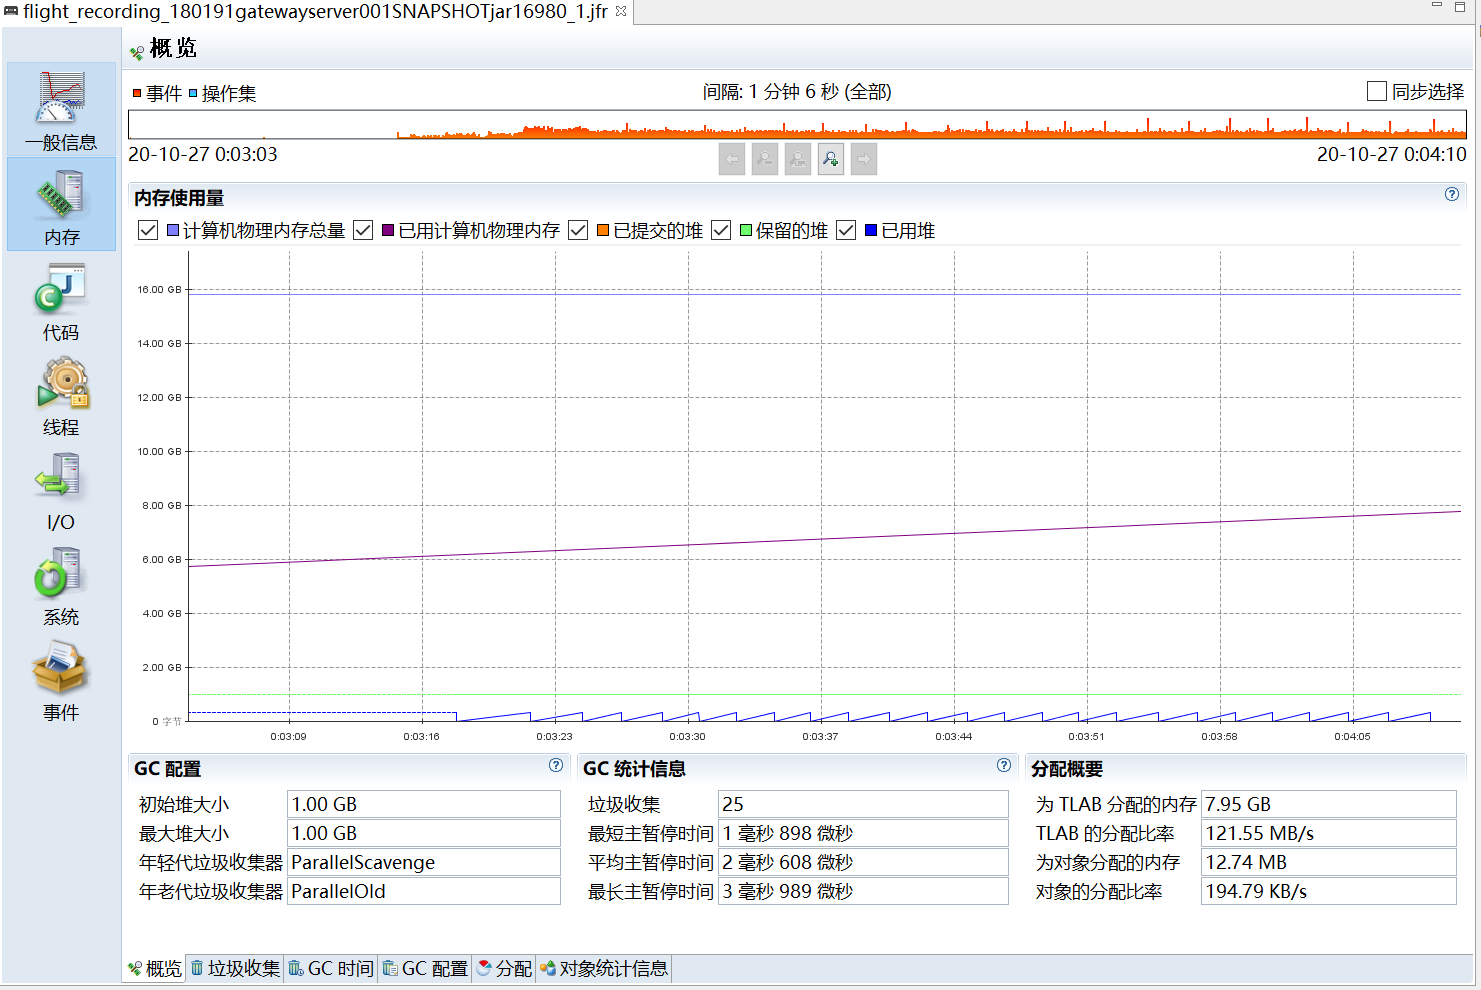 flight_recording_180191gatewayserver001SNAPSHOTjar16980_1.jfr
概览
事件 操作集
间隔: 1 分钟 6 秒 (全部)
同步选择
20-10-27 0:03:03
20-10-27 0:04:10
一般信息
内存
代码
线程
I/O
系统
事件
内存使用量
计算机物理内存总量 已用计算机物理内存 已提交的堆 保留的堆 已用堆
16.00 GB
14.00 GB
12.00 GB
10.00 GB
8.00 GB
6.00 GB
4.00 GB
2.00 GB
0 字节
0:03:09 0:03:16 0:03:23 0:03:30 0:03:37 0:03:44 0:03:51 0:03:58 0:04:05
GC 配置
初始堆大小 1.00 GB
最大堆大小 1.00 GB
年轻代垃圾收集器 ParallelScavenge
年老代垃圾收集器 ParallelOld
GC 统计信息
垃圾收集 25
最短主暂停时间 1 毫秒 898 微秒
平均主暂停时间 2 毫秒 608 微秒
最长主暂停时间 3 毫秒 989 微秒
分配概要
为 TLAB 分配的内存 7.95 GB
TLAB 的分配比率 121.55 MB/s
为对象分配的内存 12.74 MB
对象的分配比率 194.79 KB/s
概览 垃圾收集 GC 时间 GC 配置 分配 对象统计信息